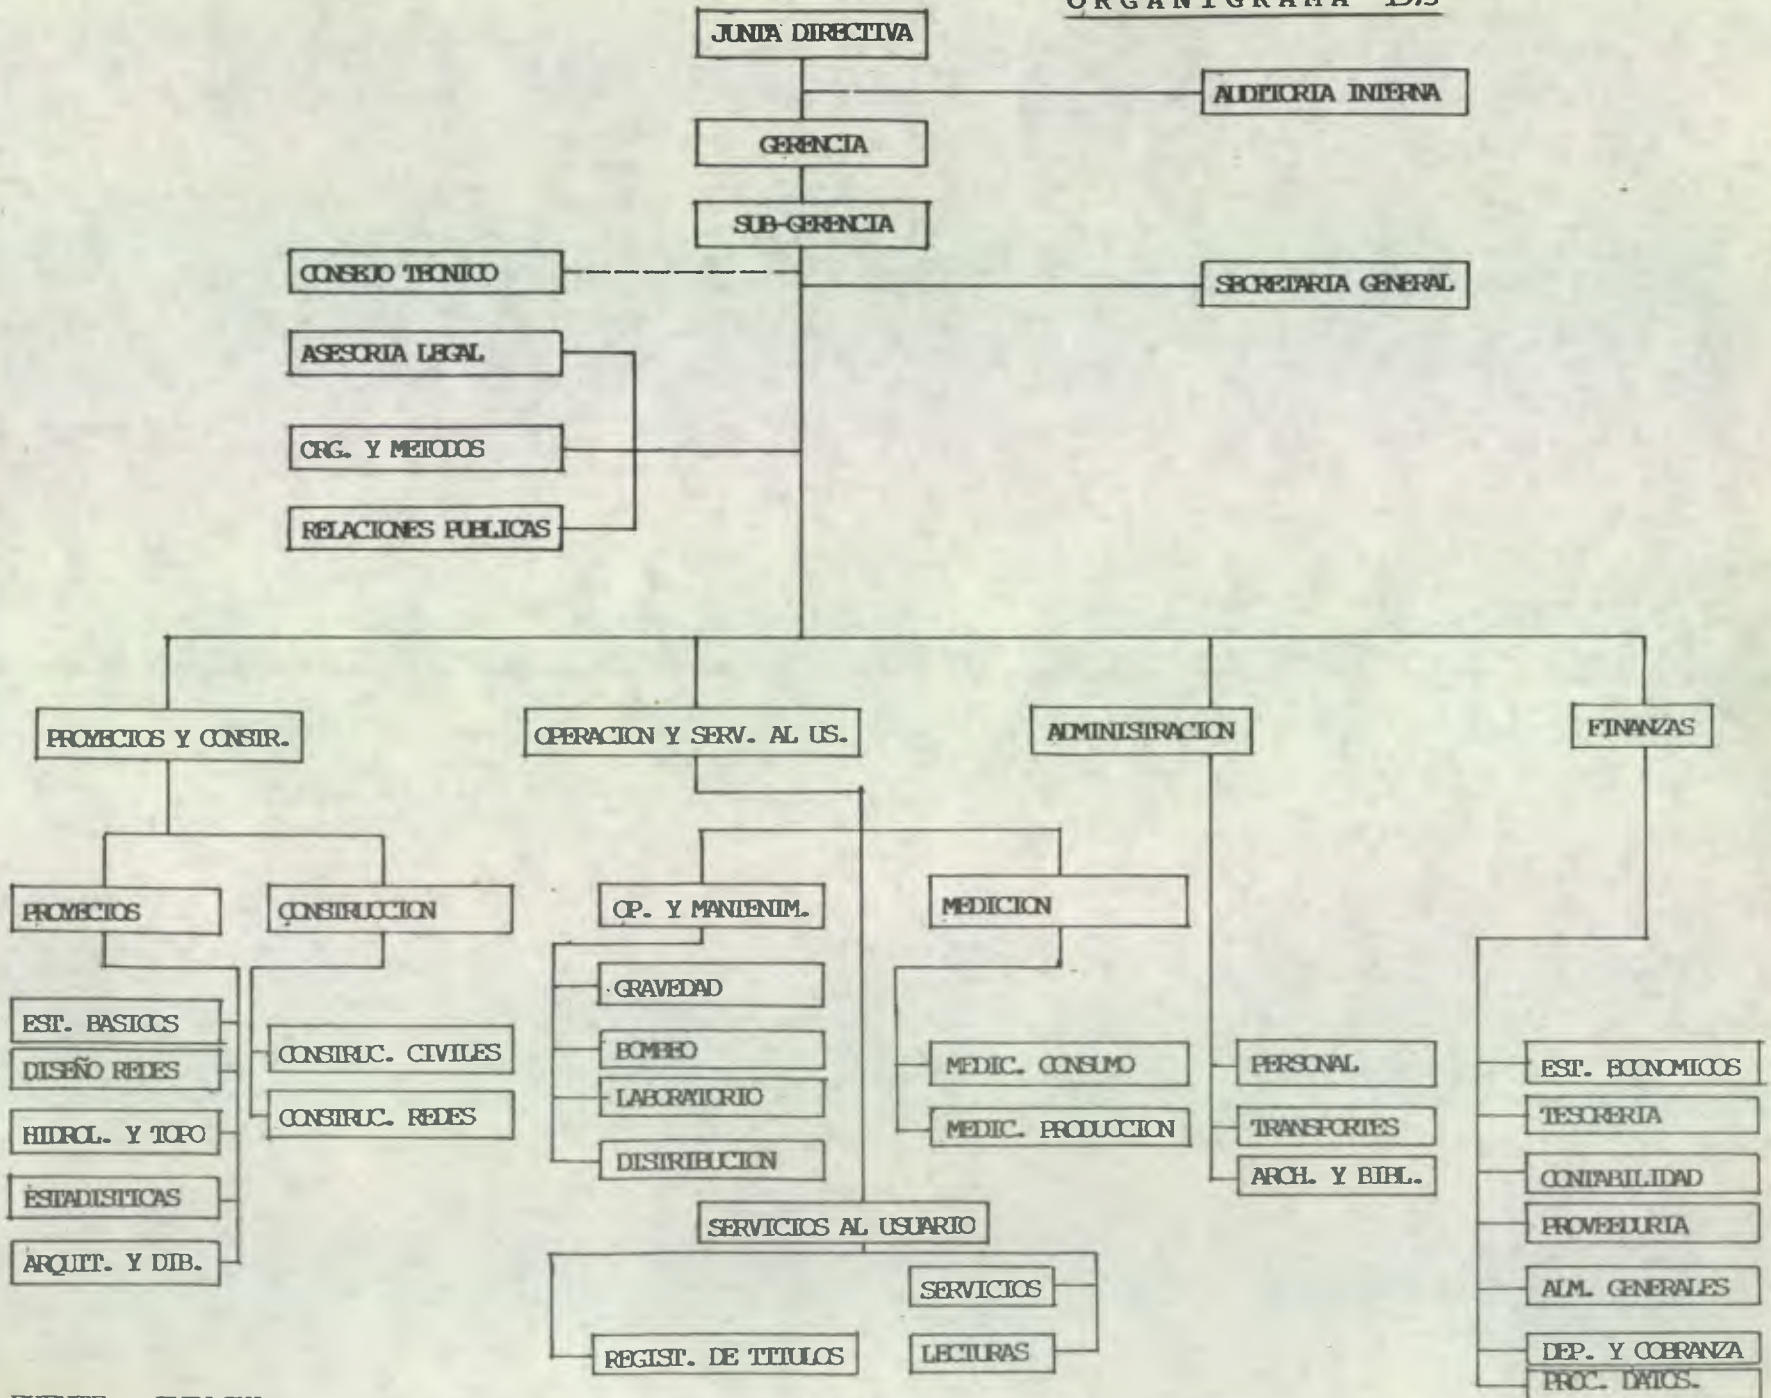 ORGANIGRAMA
JUNTA DIRECTIVA
AUDITORIA INTERNA
GERENCIA
SUB-GERENCIA
CONSEJO TECNICO
SECRETARIA GENERAL
ASESORIA LEGAL
ORG. Y METODOS
RELACIONES PUBLICAS
PROYECTOS Y CONSTR.
OPERACION Y SERV. AL US.
ADMINISTRACION
FINANZAS
PROYECTOS
CONSTRUCCION
OP. Y MANTENIM.
MEDICION
EST. BASICOS
DISEÑO REDES
HIDROL. Y TOPO
ESTADISTICAS
ARQUIT. Y DIB.
CONSTRUC. CIVILES
CONSTRUC. REDES
GRAVEDAD
BOMBEO
LABORATORIO
DISTRIBUCION
MEDIC. CONSUMO
MEDIC. PRODUCCION
PERSONAL
TRANSPORTES
ARCH. Y BIBL.
EST. ECONOMICOS
TESORERIA
CONTABILIDAD
PROVEEDURIA
ALM. GENERALES
DEP. Y COBRANZA
PROC. DATOS.
SERVICIOS AL USUARIO
SERVICIOS
LECTURAS
REGIST. DE TITULOS